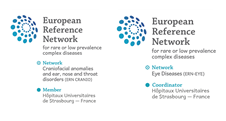 European
Reference
Network
for rare or low prevalence
complex diseases
Network
Craniofacial anomalies
and ear, nose and throat
disorders (ERN CRANIO)
Member
Hôpitaux Universitaires
de Strasbourg — France
European
Reference
Network
for rare or low prevalence
complex diseases
Network
Eye Diseases (ERN-EYE)
Coordinator
Hôpitaux Universitaires
de Strasbourg — France